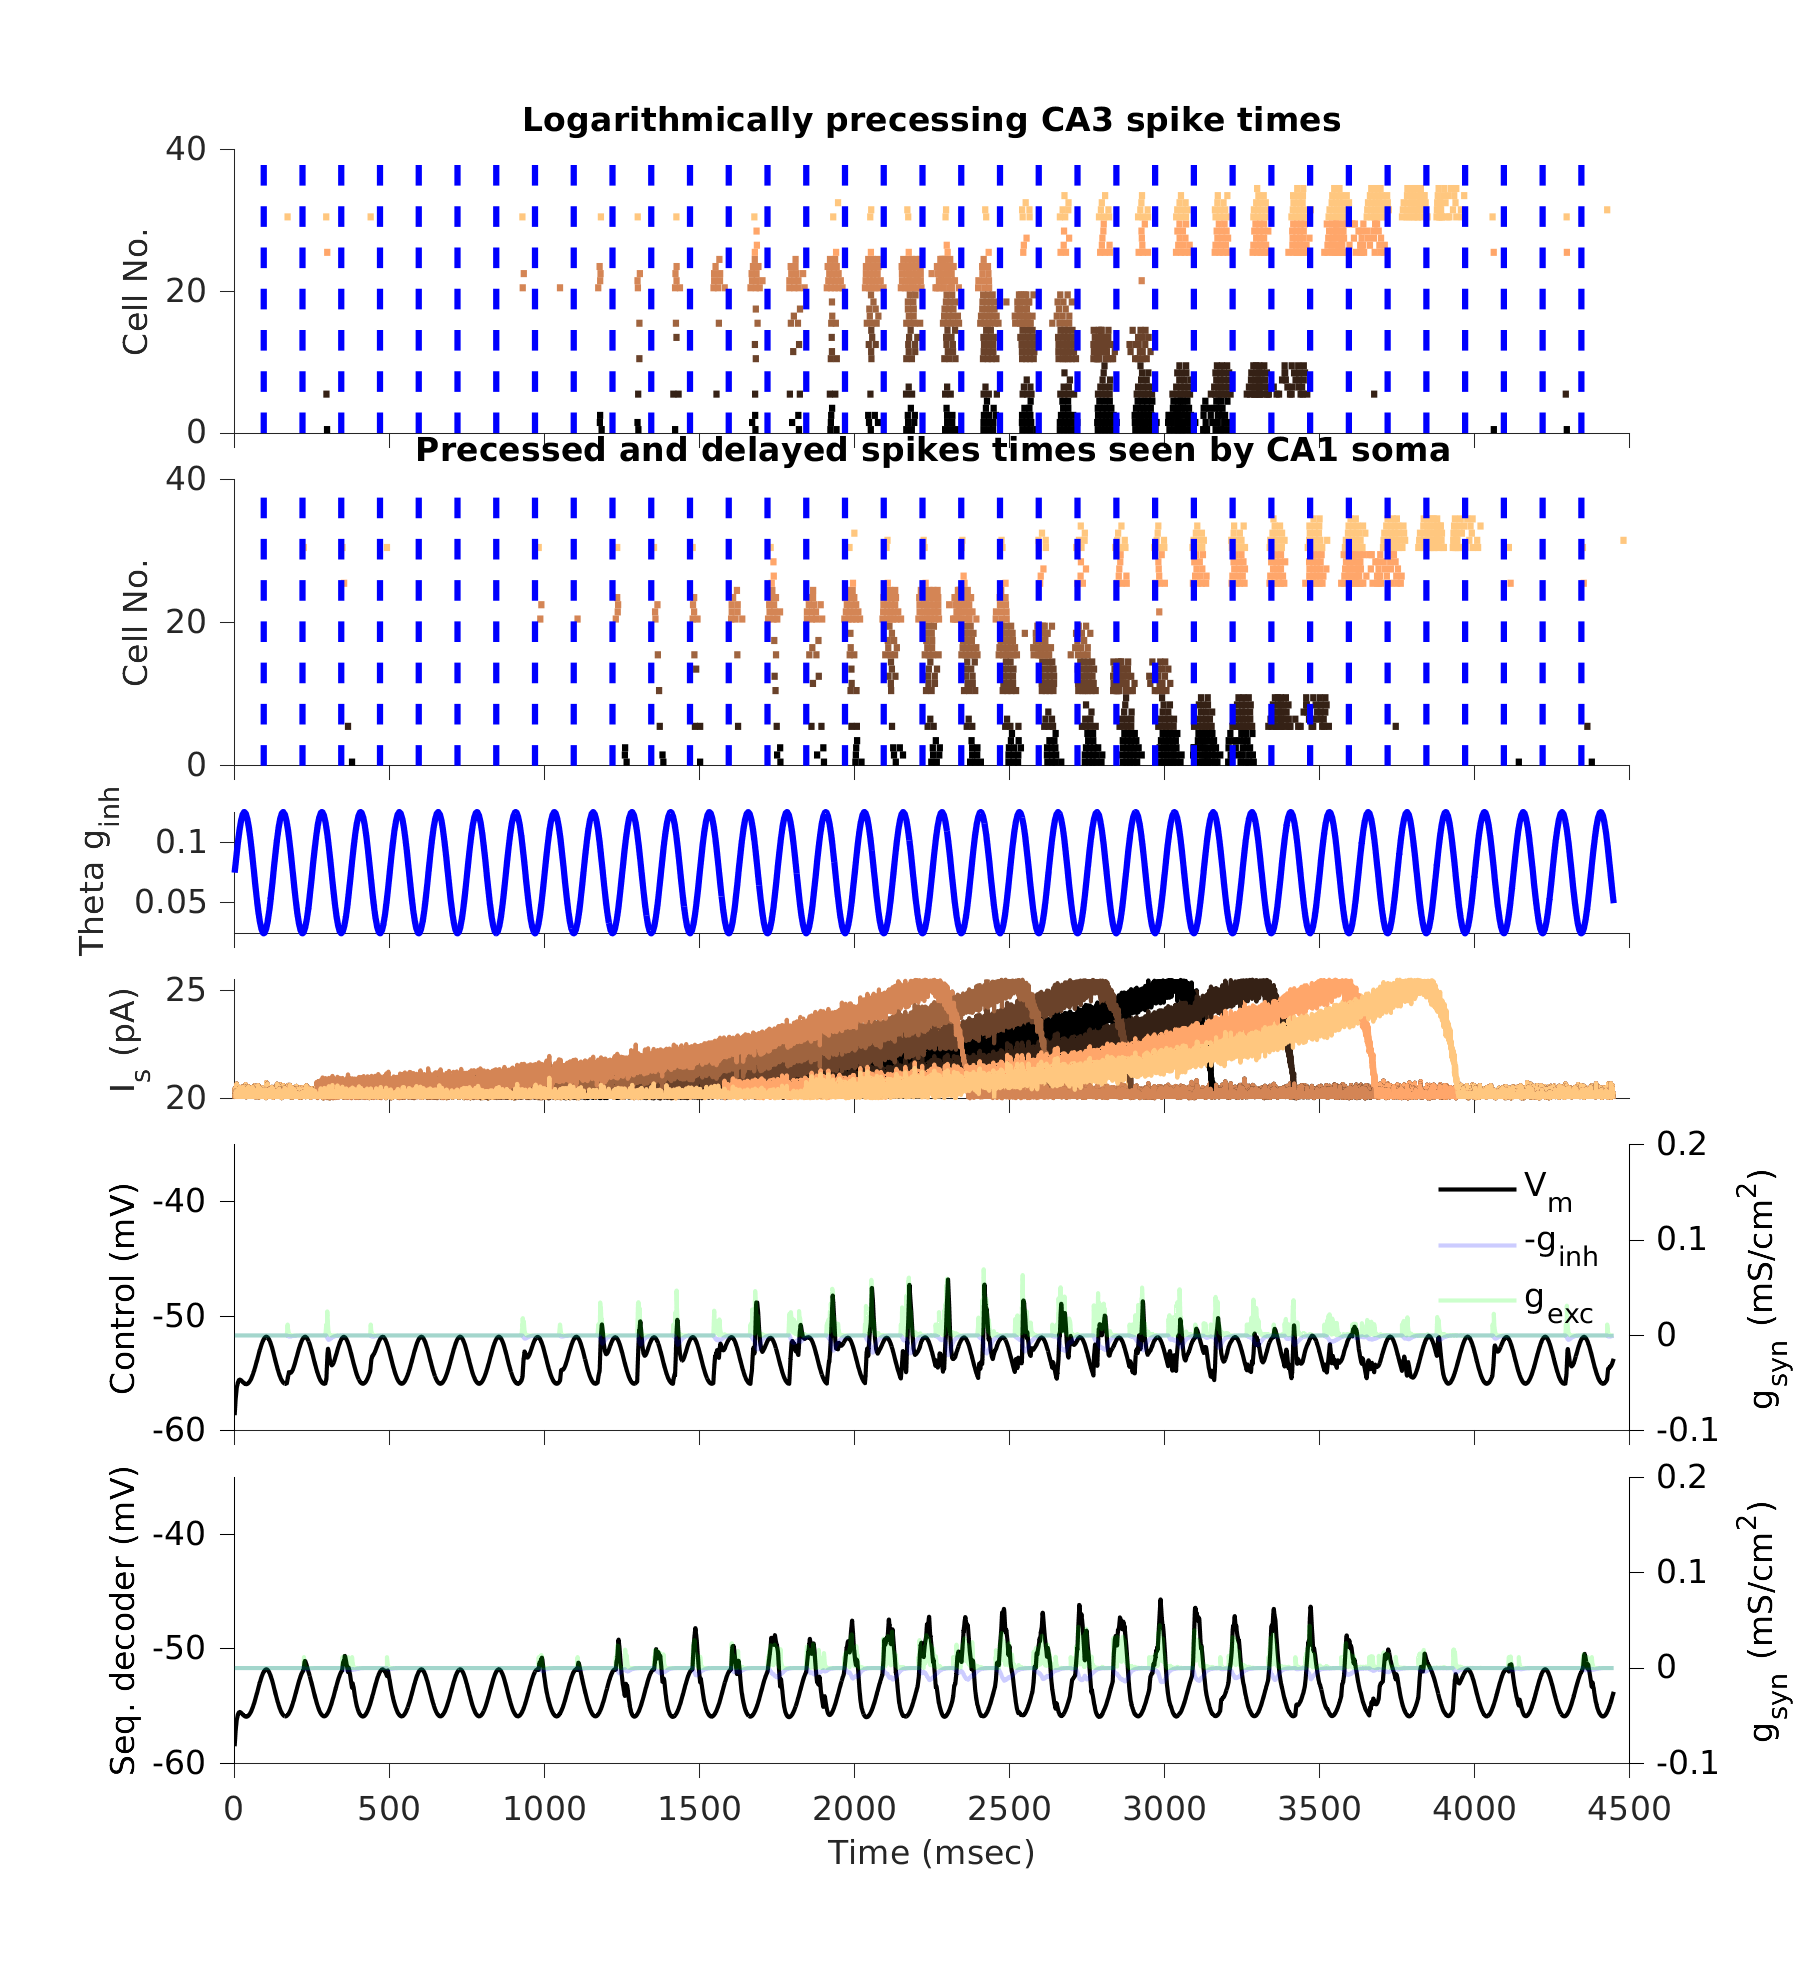 Logarithmically precessing CA3 spike times
40
20
0
Cell No.
Precessed and delayed spikes times seen by CA1 soma
40
20
0
Cell No.
0.1
0.05
Theta g_inh
25
20
I_s (pA)
-40
-50
-60
Control (mV)
V_m
-g_inh
g_exc
0.2
0.1
0
-0.1
g_syn (mS/cm²)
-40
-50
-60
Seq. decoder (mV)
0.2
0.1
0
-0.1
g_syn (mS/cm²)
0 500 1000 1500 2000 2500 3000 3500 4000 4500
Time (msec)